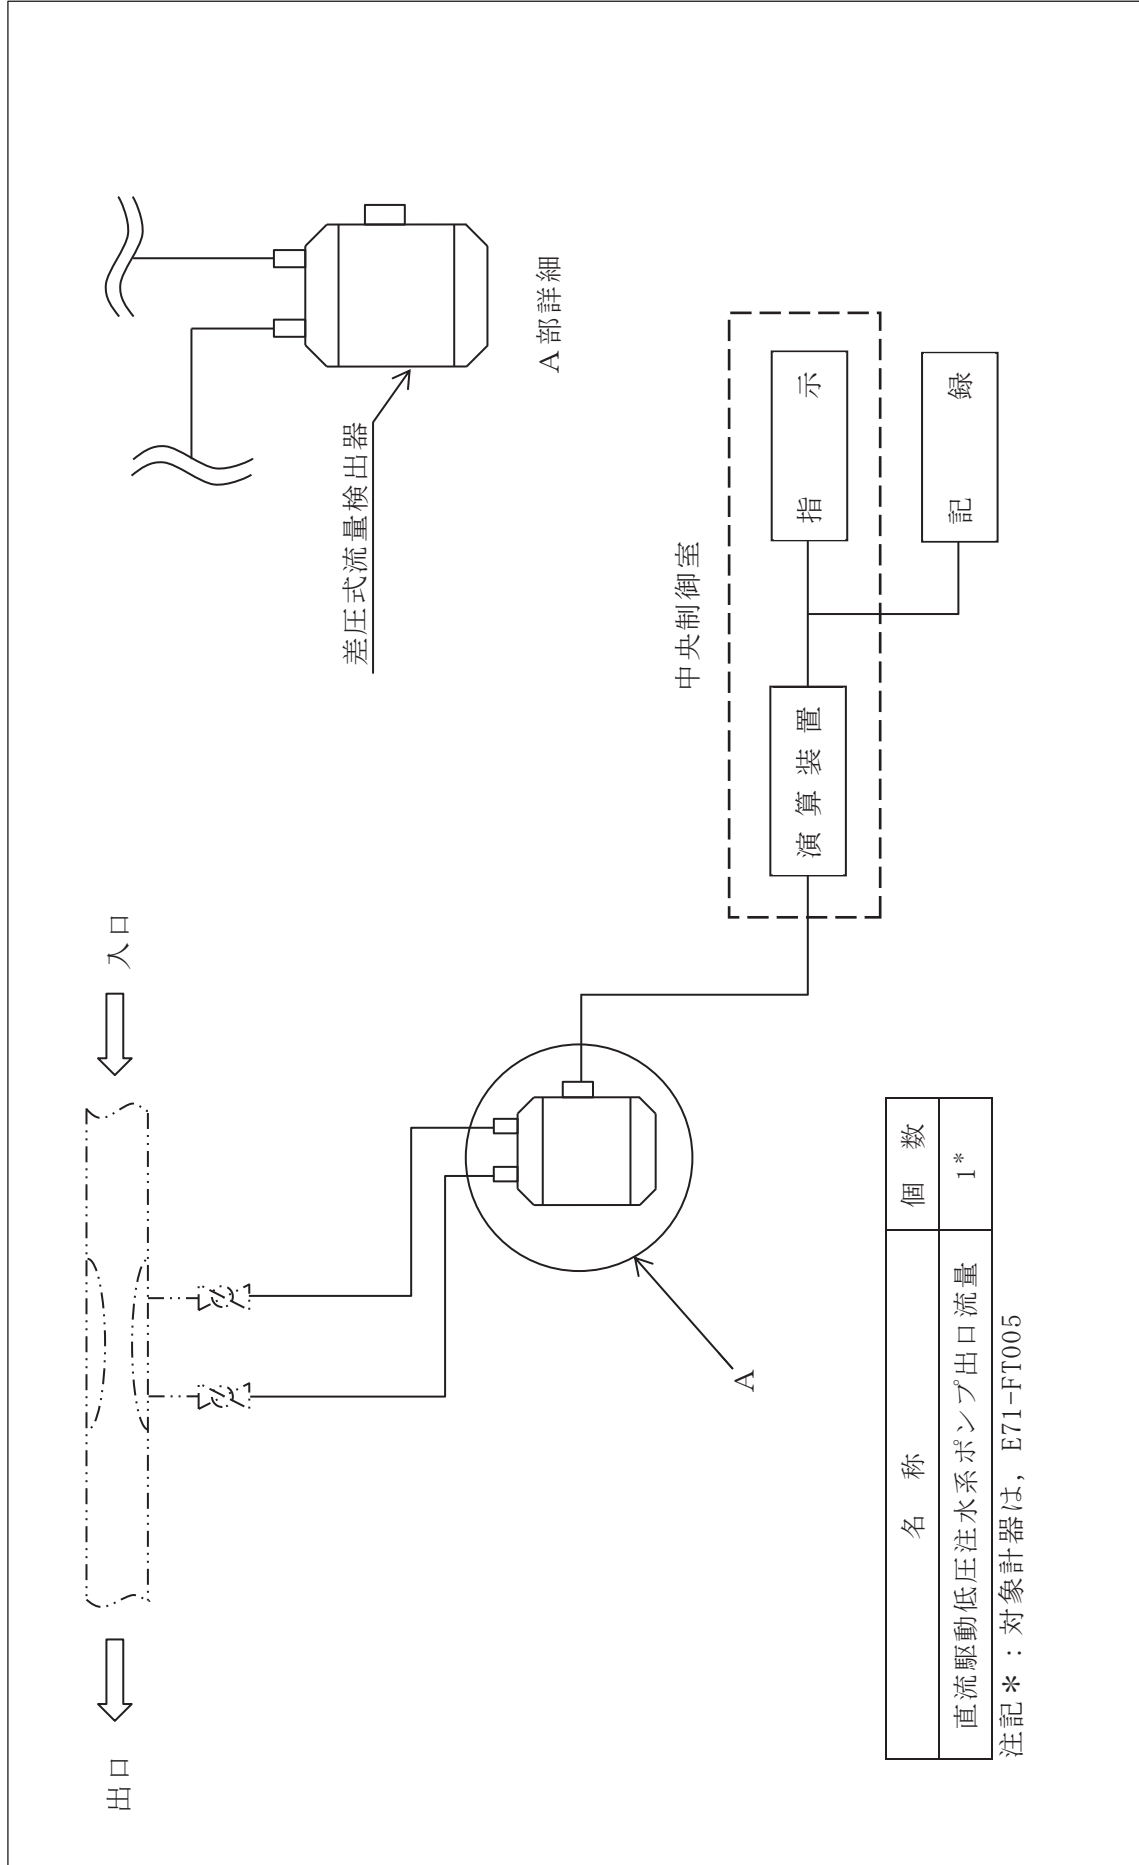 出口
入口
A
差圧式流量検出器
A部詳細
中央制御室
演算装置
指示
記録
名称 個数
直流駆動低圧注水系ポンプ出口流量 1*
注記*：対象計器は，E71-FT005